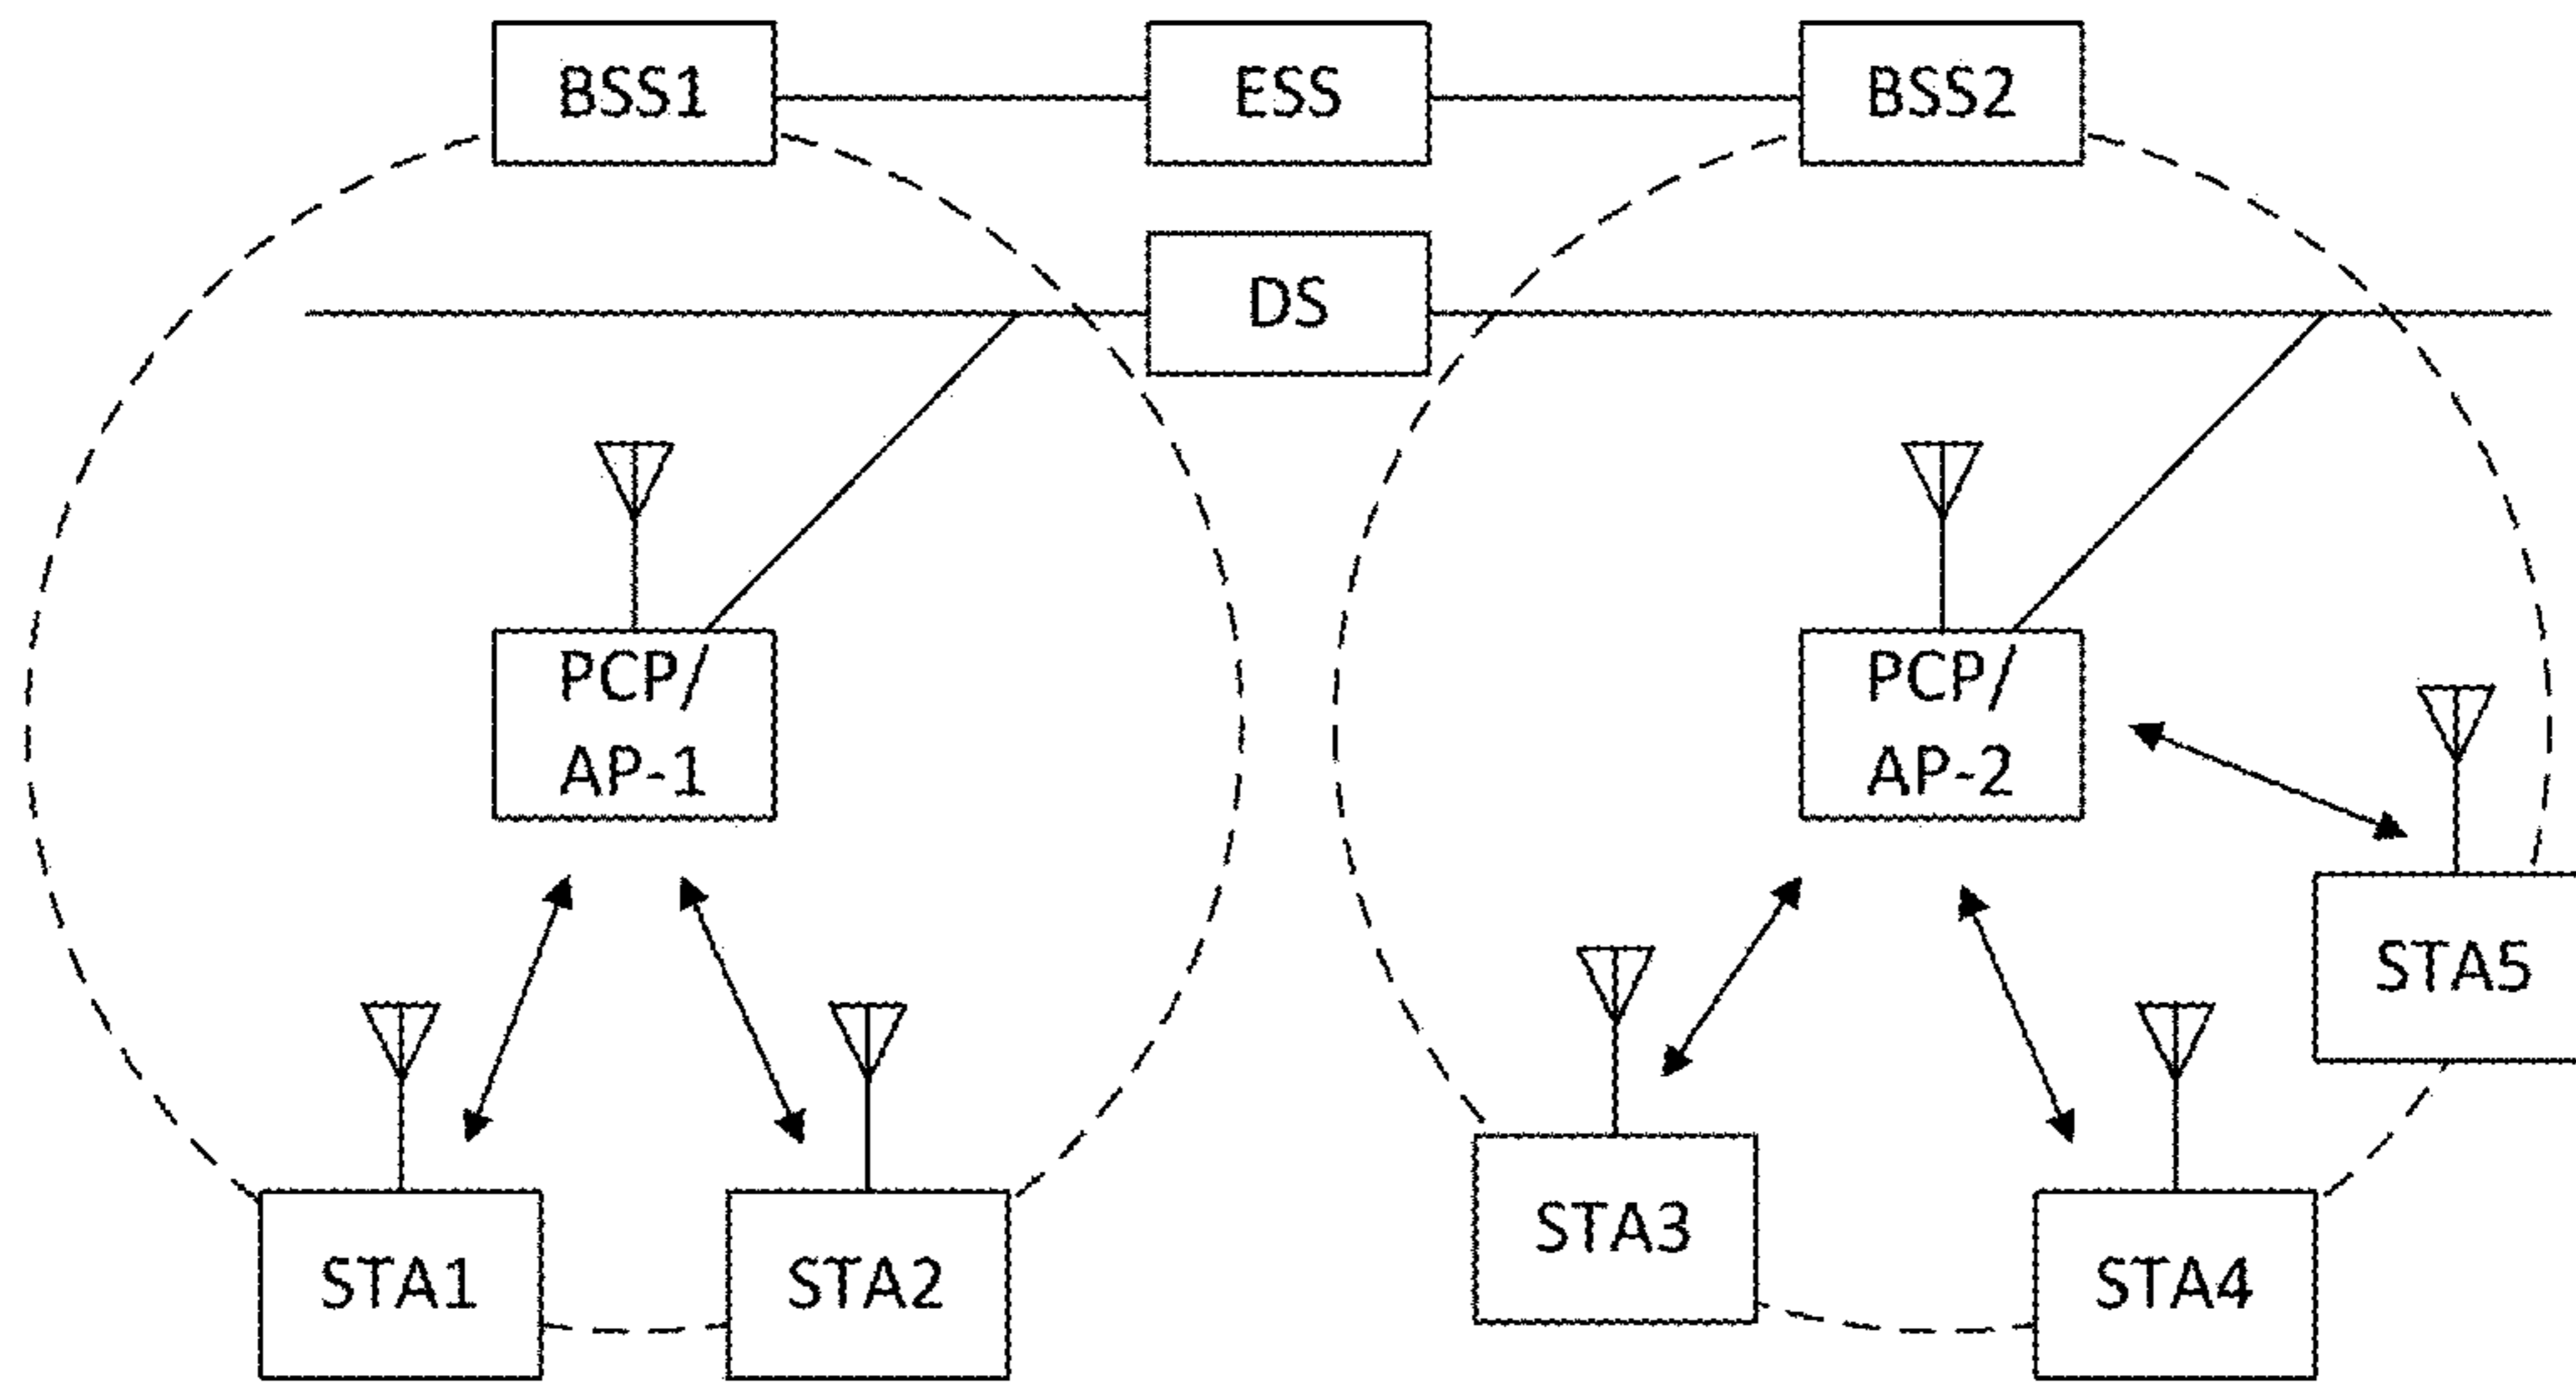 BSS1
ESS
BSS2
DS
PCP/
AP-1
PCP/
AP-2
STA5
STA3
STA1
STA2
STA4